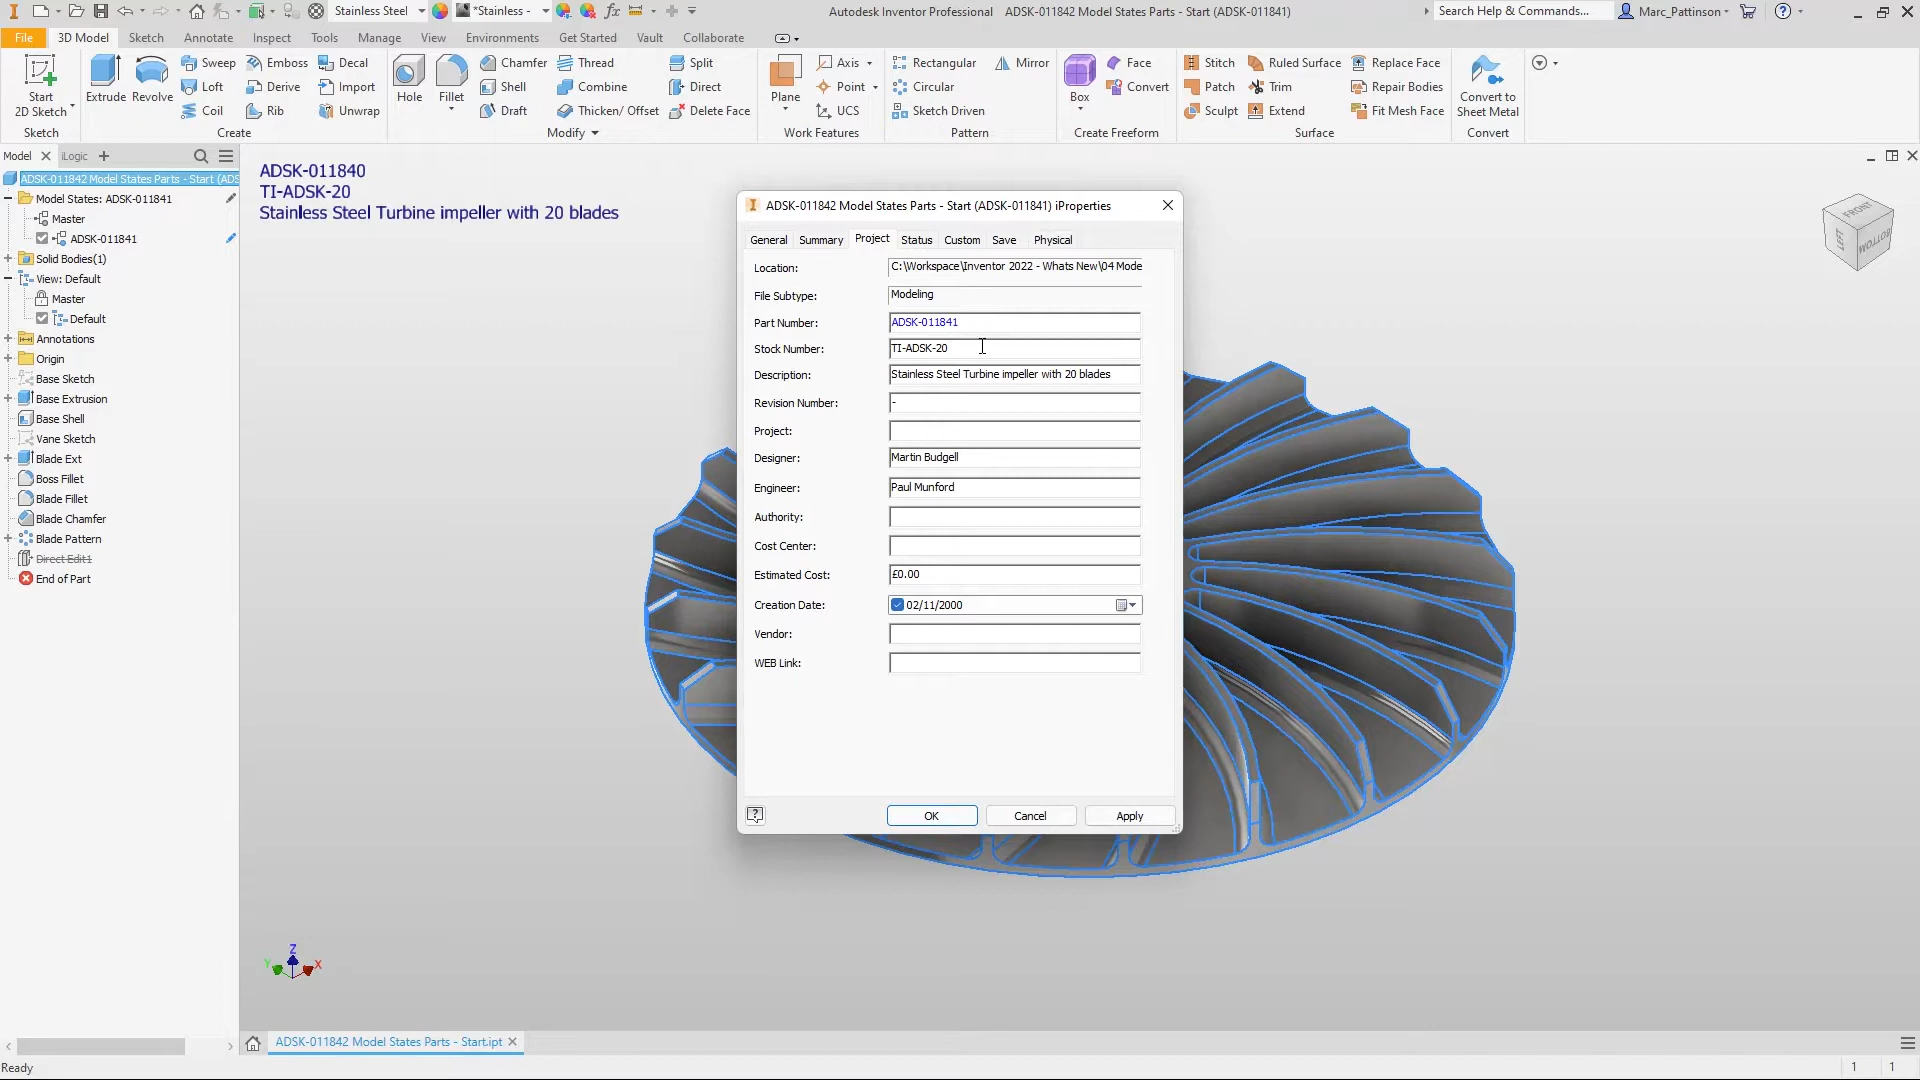 Stainless Steel
*Stainless -
Autodesk Inventor Professional ADSK-011842 Model States Parts - Start (ADSK-011841)
Search Help & Commands...
Marc_Pattinson
File
3D Model
Sketch
Annotate
Inspect
Tools
Manage
View
Environments
Get Started
Vault
Collaborate
Start
2D Sketch
Sketch
Extrude
Revolve
Sweep
Loft
Coil
Emboss
Derive
Rib
Decal
Import
Unwrap
Create
Hole
Fillet
Chamfer
Shell
Draft
Thread
Combine
Thicken/ Offset
Split
Direct
Delete Face
Modify
Plane
Axis
Point
UCS
Work Features
Rectangular
Circular
Sketch Driven
Mirror
Pattern
Box
Face
Convert
Create Freeform
Stitch
Patch
Sculpt
Ruled Surface
Trim
Extend
Replace Face
Repair Bodies
Fit Mesh Face
Surface
Convert to
Sheet Metal
Convert
Model
iLogic
ADSK-011842 Model States Parts - Start (ADS
Model States: ADSK-011841
Master
ADSK-011841
Solid Bodies(1)
View: Default
Master
Default
Annotations
Origin
Base Sketch
Base Extrusion
Base Shell
Vane Sketch
Blade Ext
Boss Fillet
Blade Fillet
Blade Chamfer
Blade Pattern
Direct Edit1
End of Part
ADSK-011840
TI-ADSK-20
Stainless Steel Turbine impeller with 20 blades
ADSK-011842 Model States Parts - Start (ADSK-011841) iProperties
General
Summary
Project
Status
Custom
Save
Physical
Location: C:\Workspace\Inventor 2022 - Whats New\04 Mode
File Subtype: Modeling
Part Number: ADSK-011841
Stock Number: TI-ADSK-20
Description: Stainless Steel Turbine impeller with 20 blades
Revision Number: -
Project:
Designer: Martin Budgell
Engineer: Paul Munford
Authority:
Cost Center:
Estimated Cost: £0.00
Creation Date: 02/11/2000
Vendor:
WEB Link:
OK
Cancel
Apply
FRONT
LEFT
BOTTOM
Z
Y
X
ADSK-011842 Model States Parts - Start.ipt
Ready
1
1